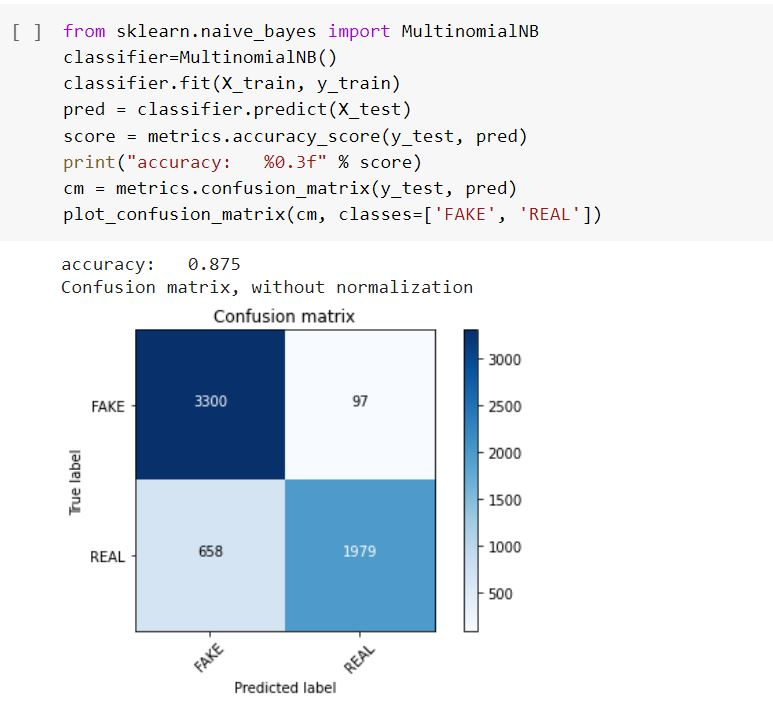 [ ] from sklearn.naive_bayes import MultinomialNB
classifier=MultinomialNB()
classifier.fit(X_train, y_train)
pred = classifier.predict(X_test)
score = metrics.accuracy_score(y_test, pred)
print("accuracy:   %0.3f" % score)
cm = metrics.confusion_matrix(y_test, pred)
plot_confusion_matrix(cm, classes=['FAKE', 'REAL'])
accuracy:   0.875
Confusion matrix, without normalization
Confusion matrix
3000
FAKE 3300 97
2500
2000
True label
1500
REAL 658 1979
1000
500
FAKE REAL
Predicted label